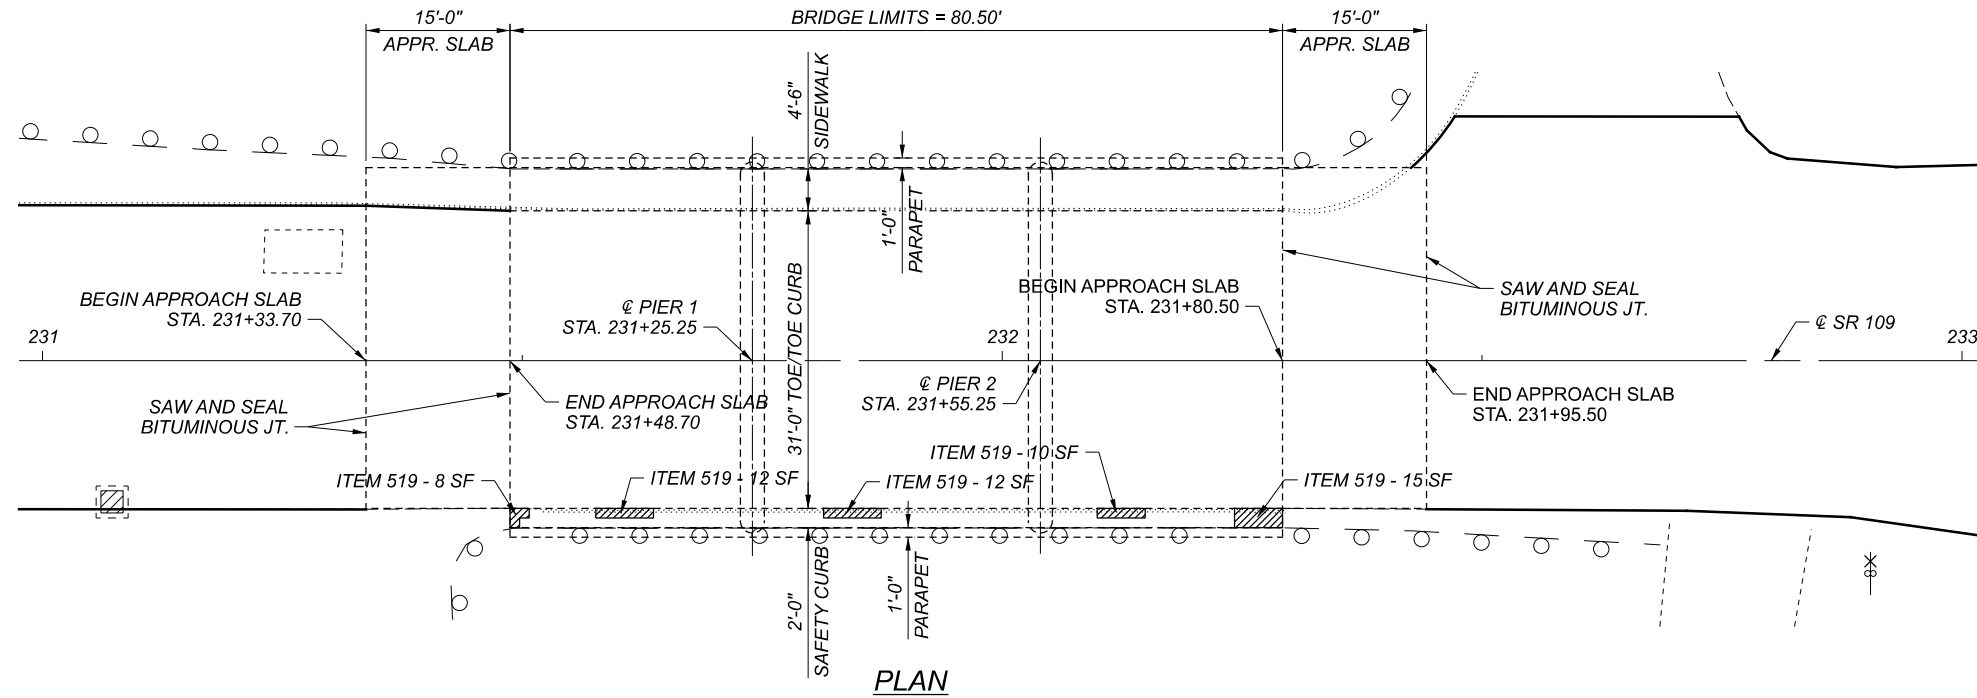 15'-0"
APPR. SLAB
BRIDGE LIMITS = 80.50'
15'-0"
APPR. SLAB
4'-6"
SIDEWALK
1'-0"
PARAPET
BEGIN APPROACH SLAB
STA. 231+33.70
℄ PIER 1
STA. 231+25.25
BEGIN APPROACH SLAB
STA. 231+80.50
SAW AND SEAL
BITUMINOUS JT.
231
232
℄ SR 109
233
31'-0" TOE/TOE CURB
℄ PIER 2
STA. 231+55.25
SAW AND SEAL
BITUMINOUS JT.
END APPROACH SLAB
STA. 231+48.70
END APPROACH SLAB
STA. 231+95.50
ITEM 519 - 8 SF
ITEM 519 - 12 SF
ITEM 519 - 12 SF
ITEM 519 - 10 SF
ITEM 519 - 15 SF
2'-0"
SAFETY CURB
1'-0"
PARAPET
PLAN